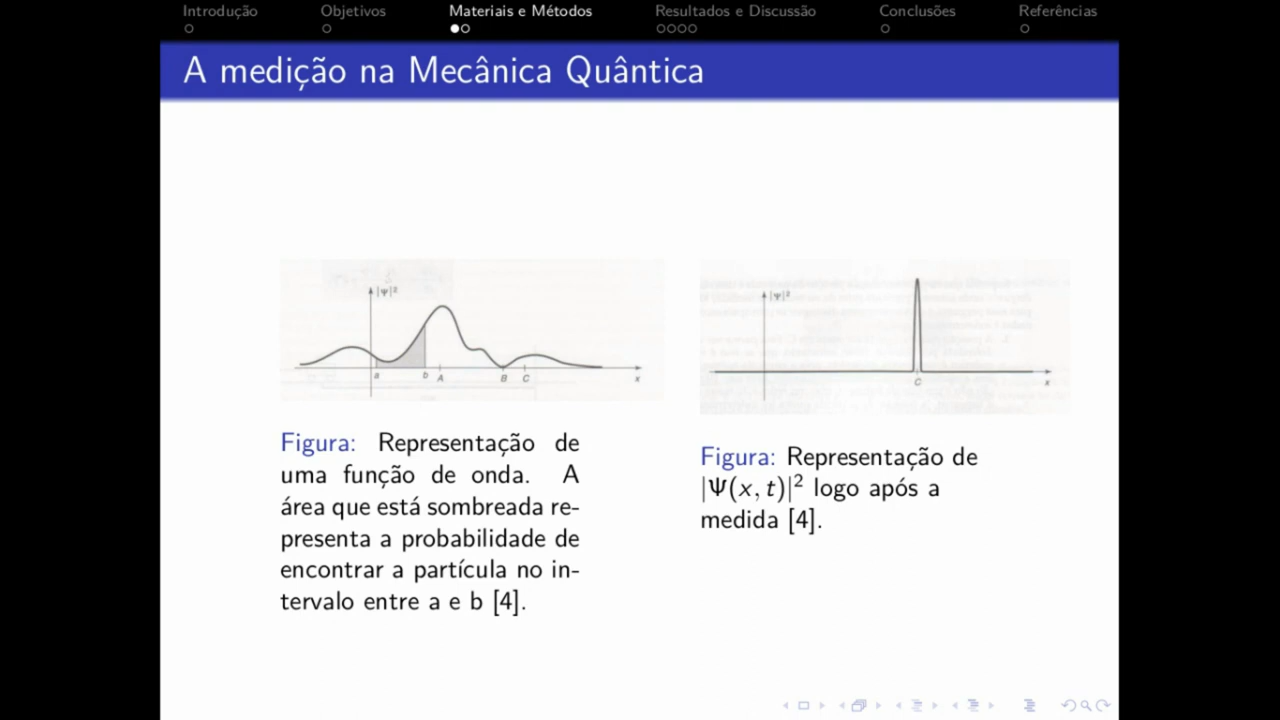 Introdução Objetivos Materiais e Métodos Resultados e Discussão Conclusões Referências
A medição na Mecânica Quântica
|Ψ|²
a b A B C x
|Ψ|²
C x
Figura: Representação de
uma função de onda. A
área que está sombreada re-
presenta a probabilidade de
encontrar a partícula no in-
tervalo entre a e b [4].
Figura: Representação de
|Ψ(x, t)|² logo após a
medida [4].